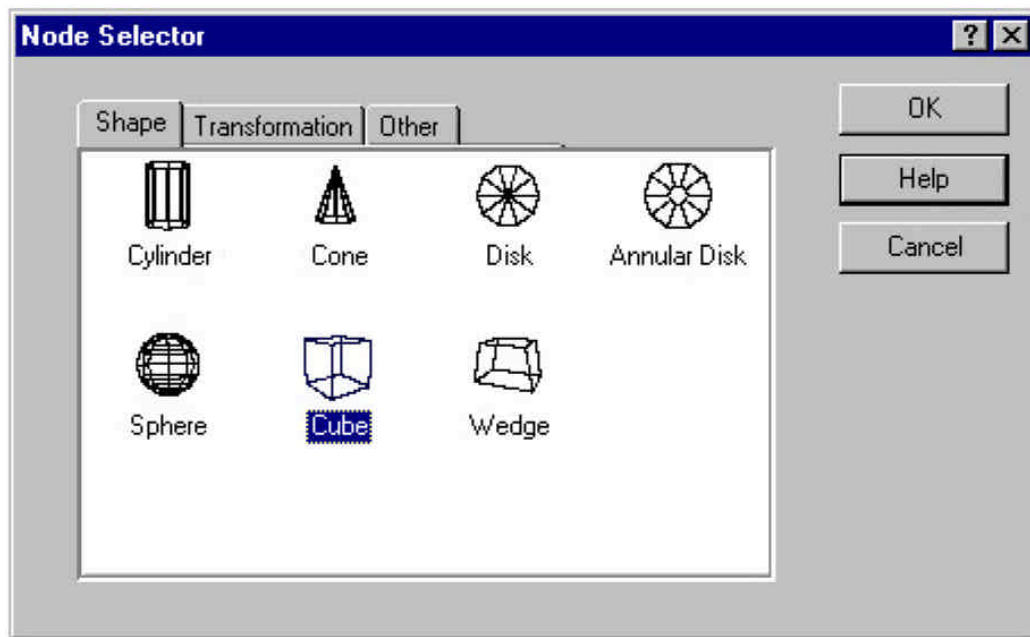 Node Selector
Shape Transformation Other
OK
Help
Cancel
Cylinder Cone Disk Annular Disk
Sphere Cube Wedge